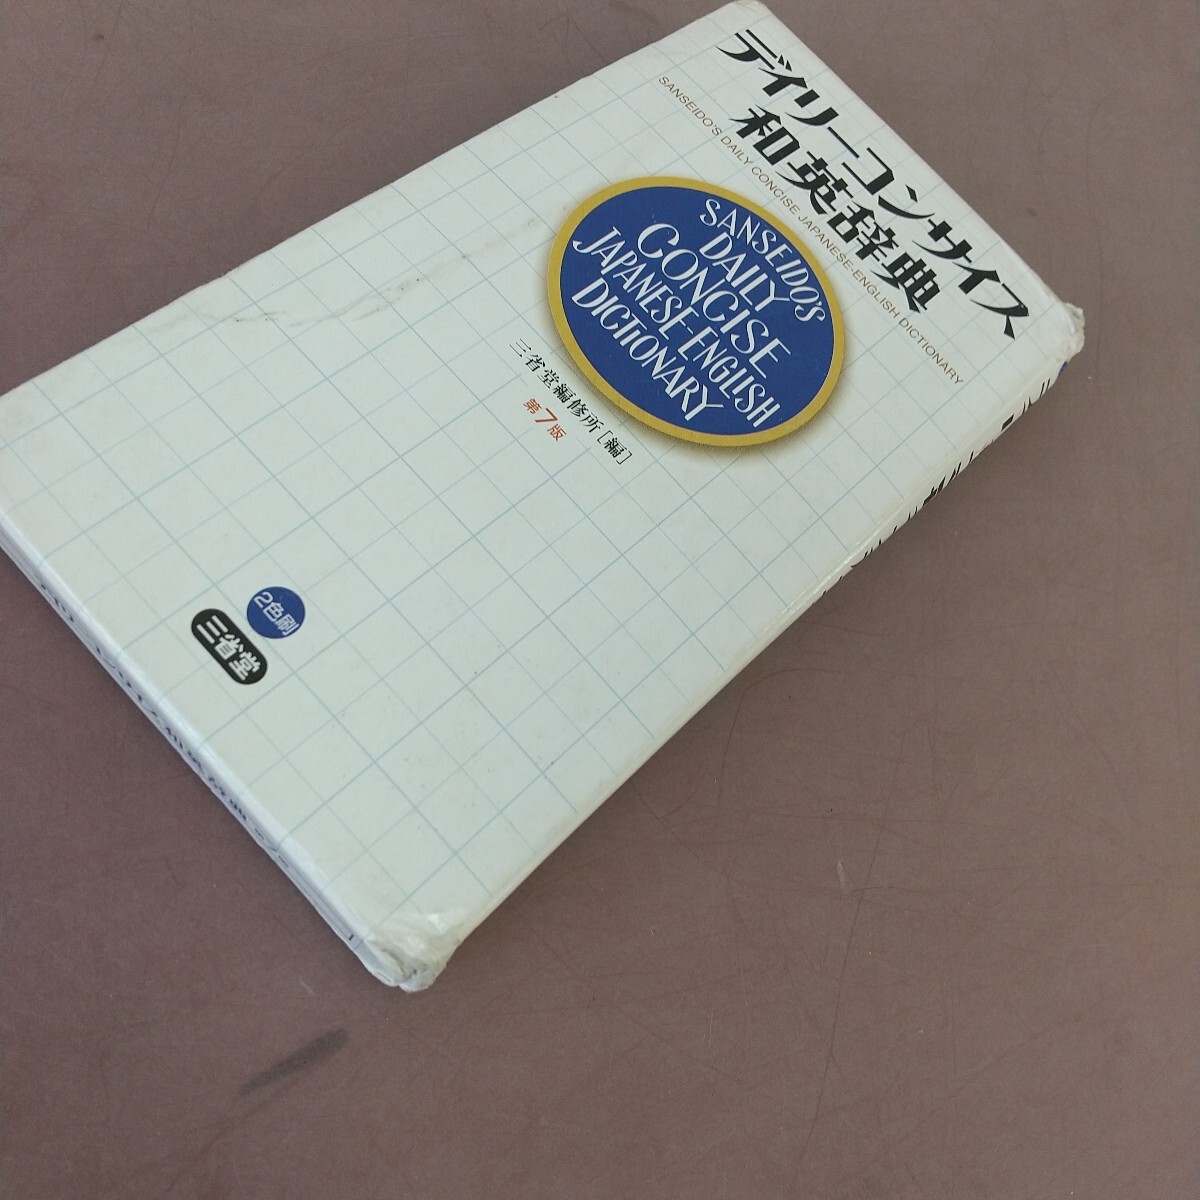 デイリーコンサイス
和英辞典
SANSEIDO'S DAILY CONCISE JAPANESE-ENGLISH DICTIONARY
SANSEIDO'S
DAILY
CONCISE
JAPANESE-ENGLISH
DICTIONARY
三省堂編修所[編]
第7版
2色刷
三省堂